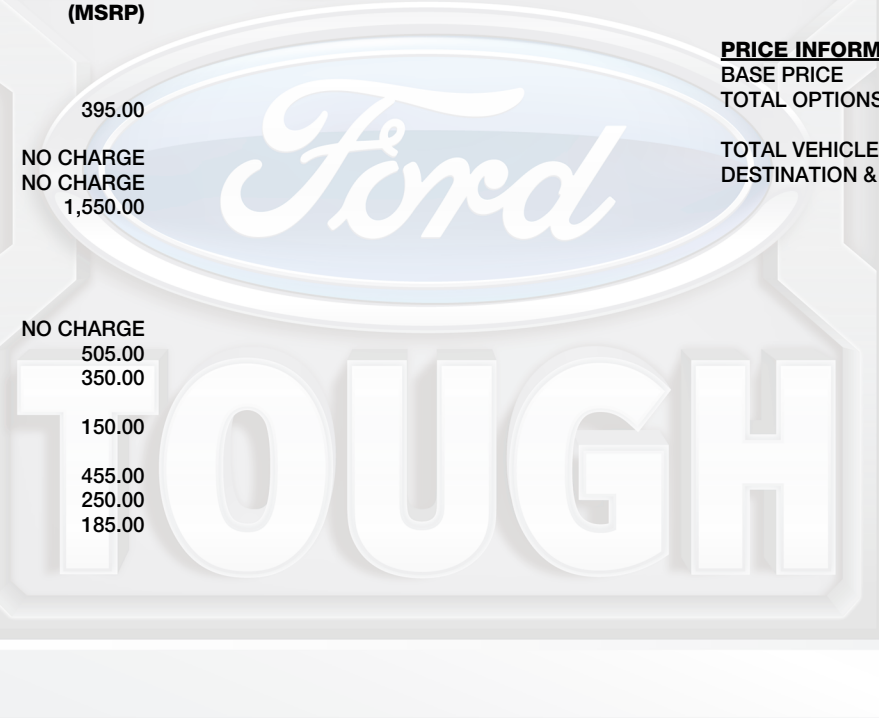 (MSRP)
395.00
NO CHARGE
NO CHARGE
1,550.00
NO CHARGE
505.00
350.00
150.00
455.00
250.00
185.00
PRICE INFORM
BASE PRICE
TOTAL OPTIONS
TOTAL VEHICLE
DESTINATION &
Ford
TOUGH